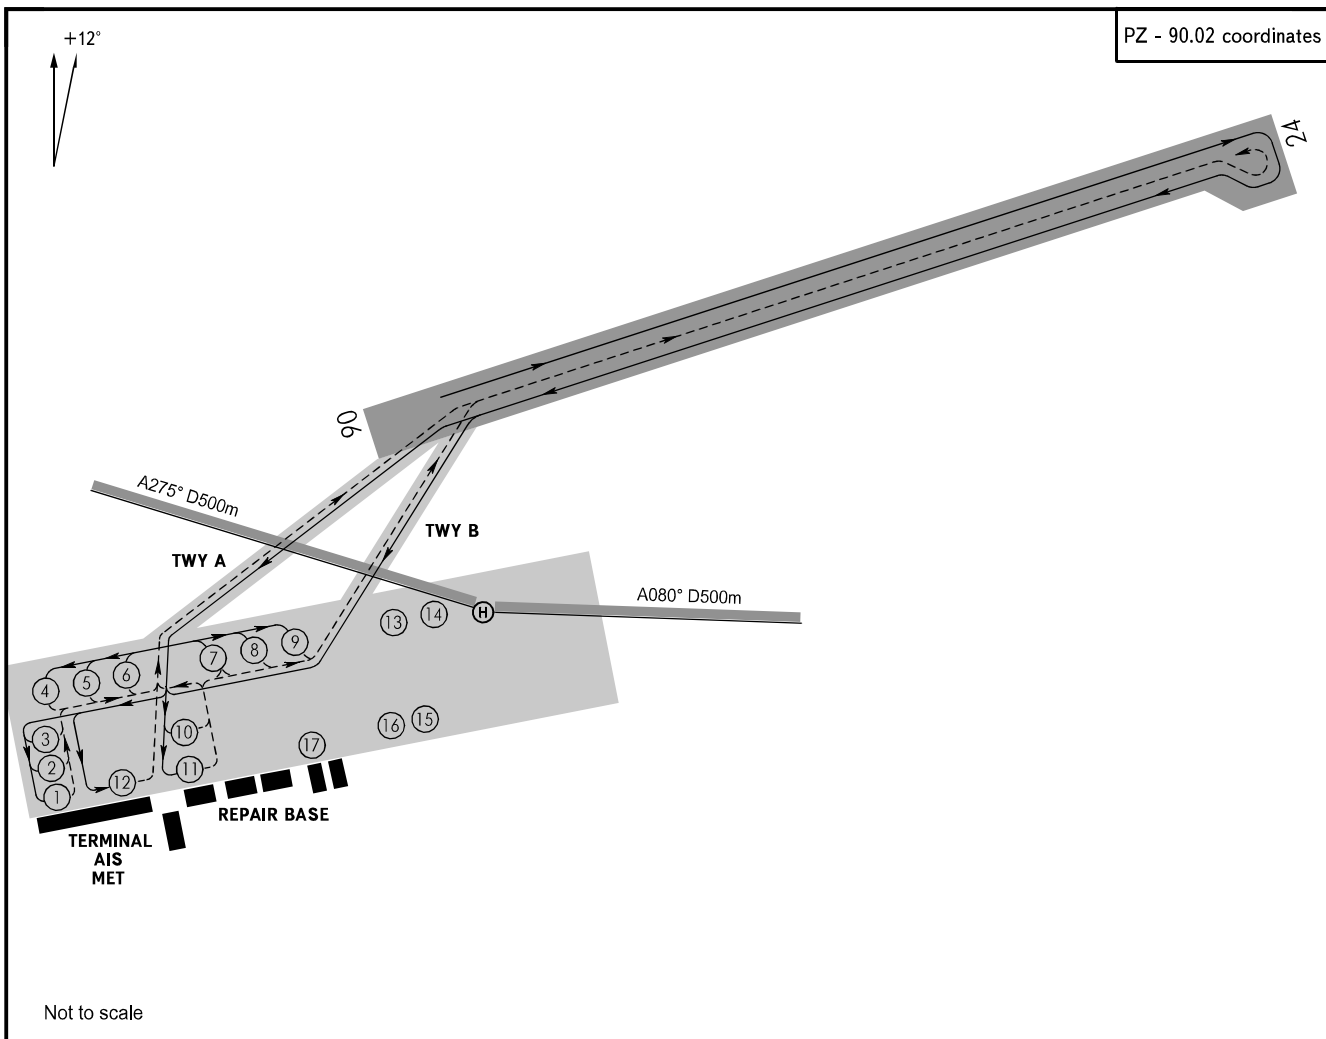 +12°
PZ - 90.02 coordinates
24
06
A275° D500m
TWY B
TWY A
A080° D500m
H
14
13
9
8
7
6
5
4
15
16
10
3
17
2
11
12
1
REPAIR BASE
TERMINAL
AIS
MET
Not to scale